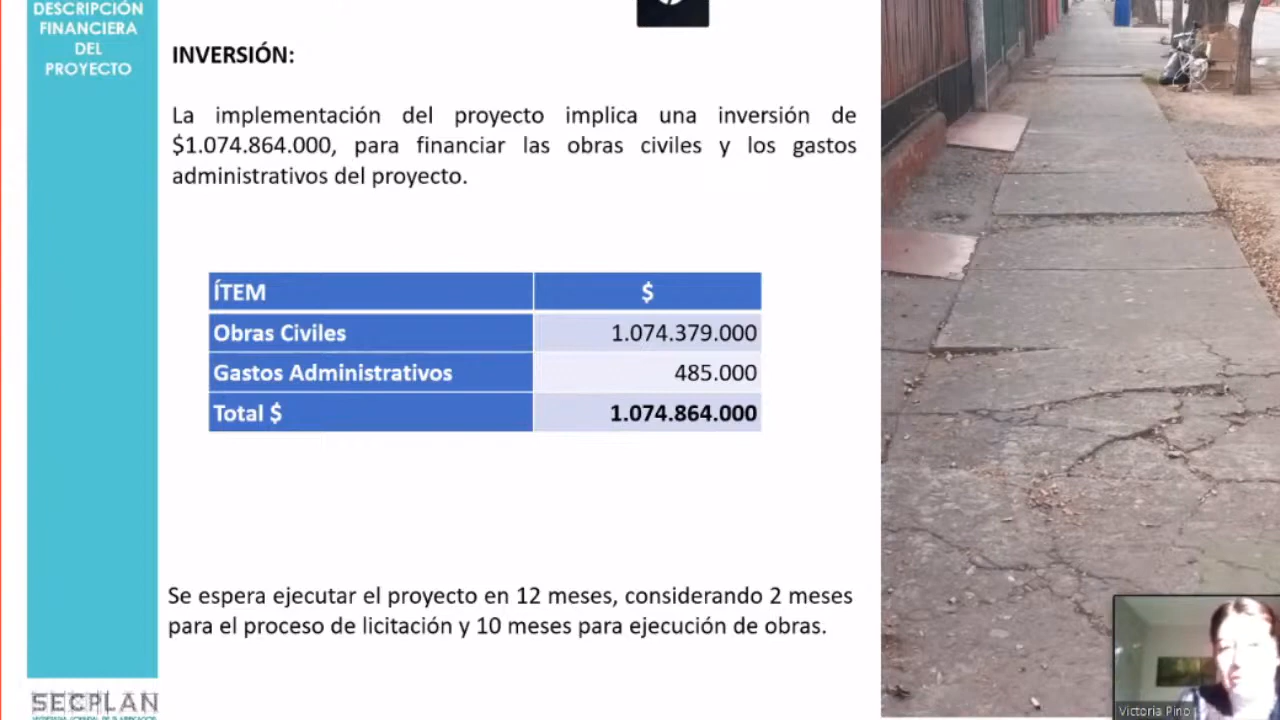 DESCRIPCIÓN
FINANCIERA
DEL
PROYECTO
INVERSIÓN:
La implementación del proyecto implica una inversión de
$1.074.864.000, para financiar las obras civiles y los gastos
administrativos del proyecto.
ÍTEM $
Obras Civiles 1.074.379.000
Gastos Administrativos 485.000
Total $ 1.074.864.000
Se espera ejecutar el proyecto en 12 meses, considerando 2 meses
para el proceso de licitación y 10 meses para ejecución de obras.
SECPLAN
Victoria Pino